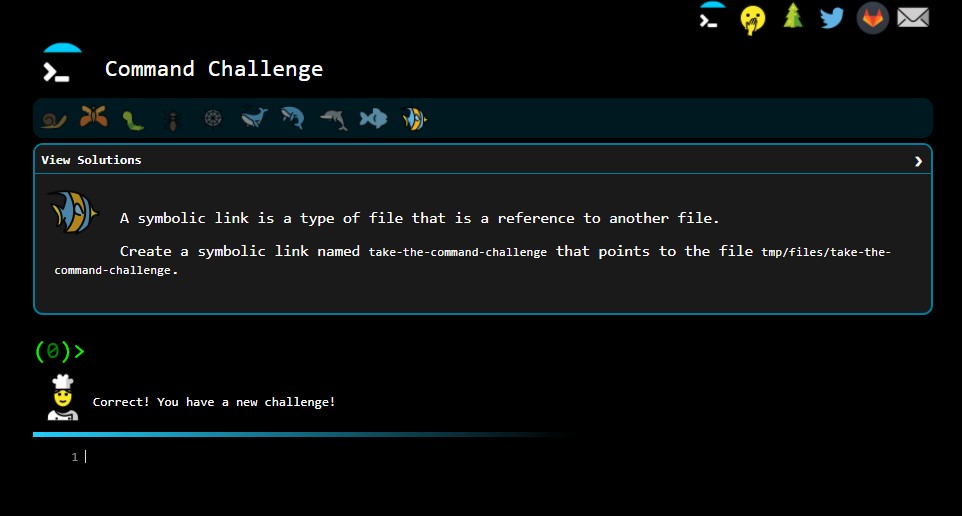 Command Challenge
View Solutions
A symbolic link is a type of file that is a reference to another file.
Create a symbolic link named take-the-command-challenge that points to the file tmp/files/take-the-
command-challenge.
(0)>
Correct! You have a new challenge!
1